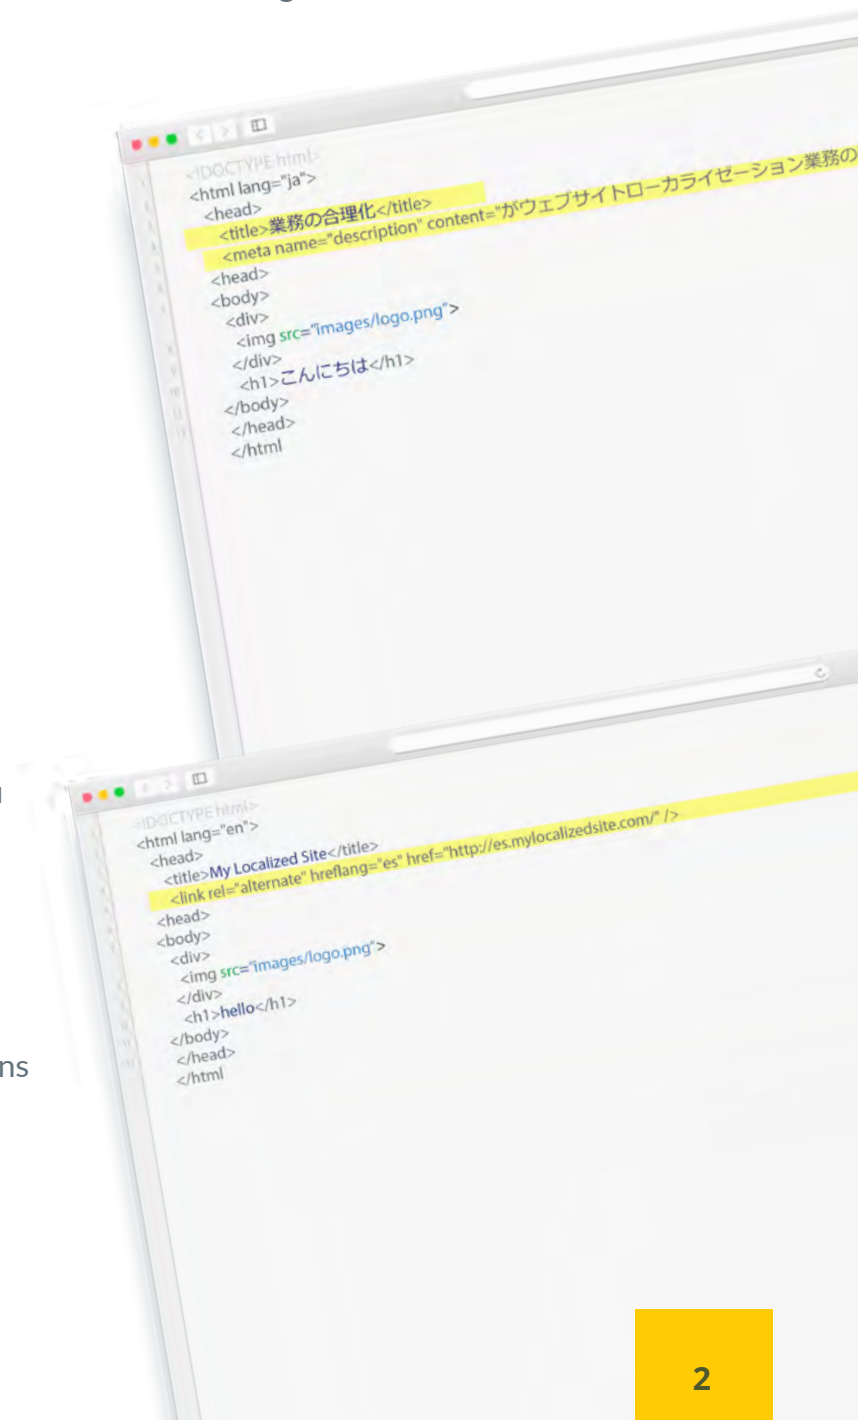 <!DOCTYPE html>
<html lang="ja">
<head>
<title>業務の合理化</title>
<meta name="description" content="がウェブサイトローカライゼーション業務の
<head>
<body>
<div>
<img src="images/logo.png">
</div>
<h1>こんにちは</h1>
</body>
</head>
</html
<!DOCTYPE html>
<html lang="en">
<head>
<title>My Localized Site</title>
<link rel="alternate" hreflang="es" href="http://es.mylocalizedsite.com/" />
<head>
<body>
<div>
<img src="images/logo.png">
</div>
<h1>hello</h1>
</body>
</head>
</html
ns
2